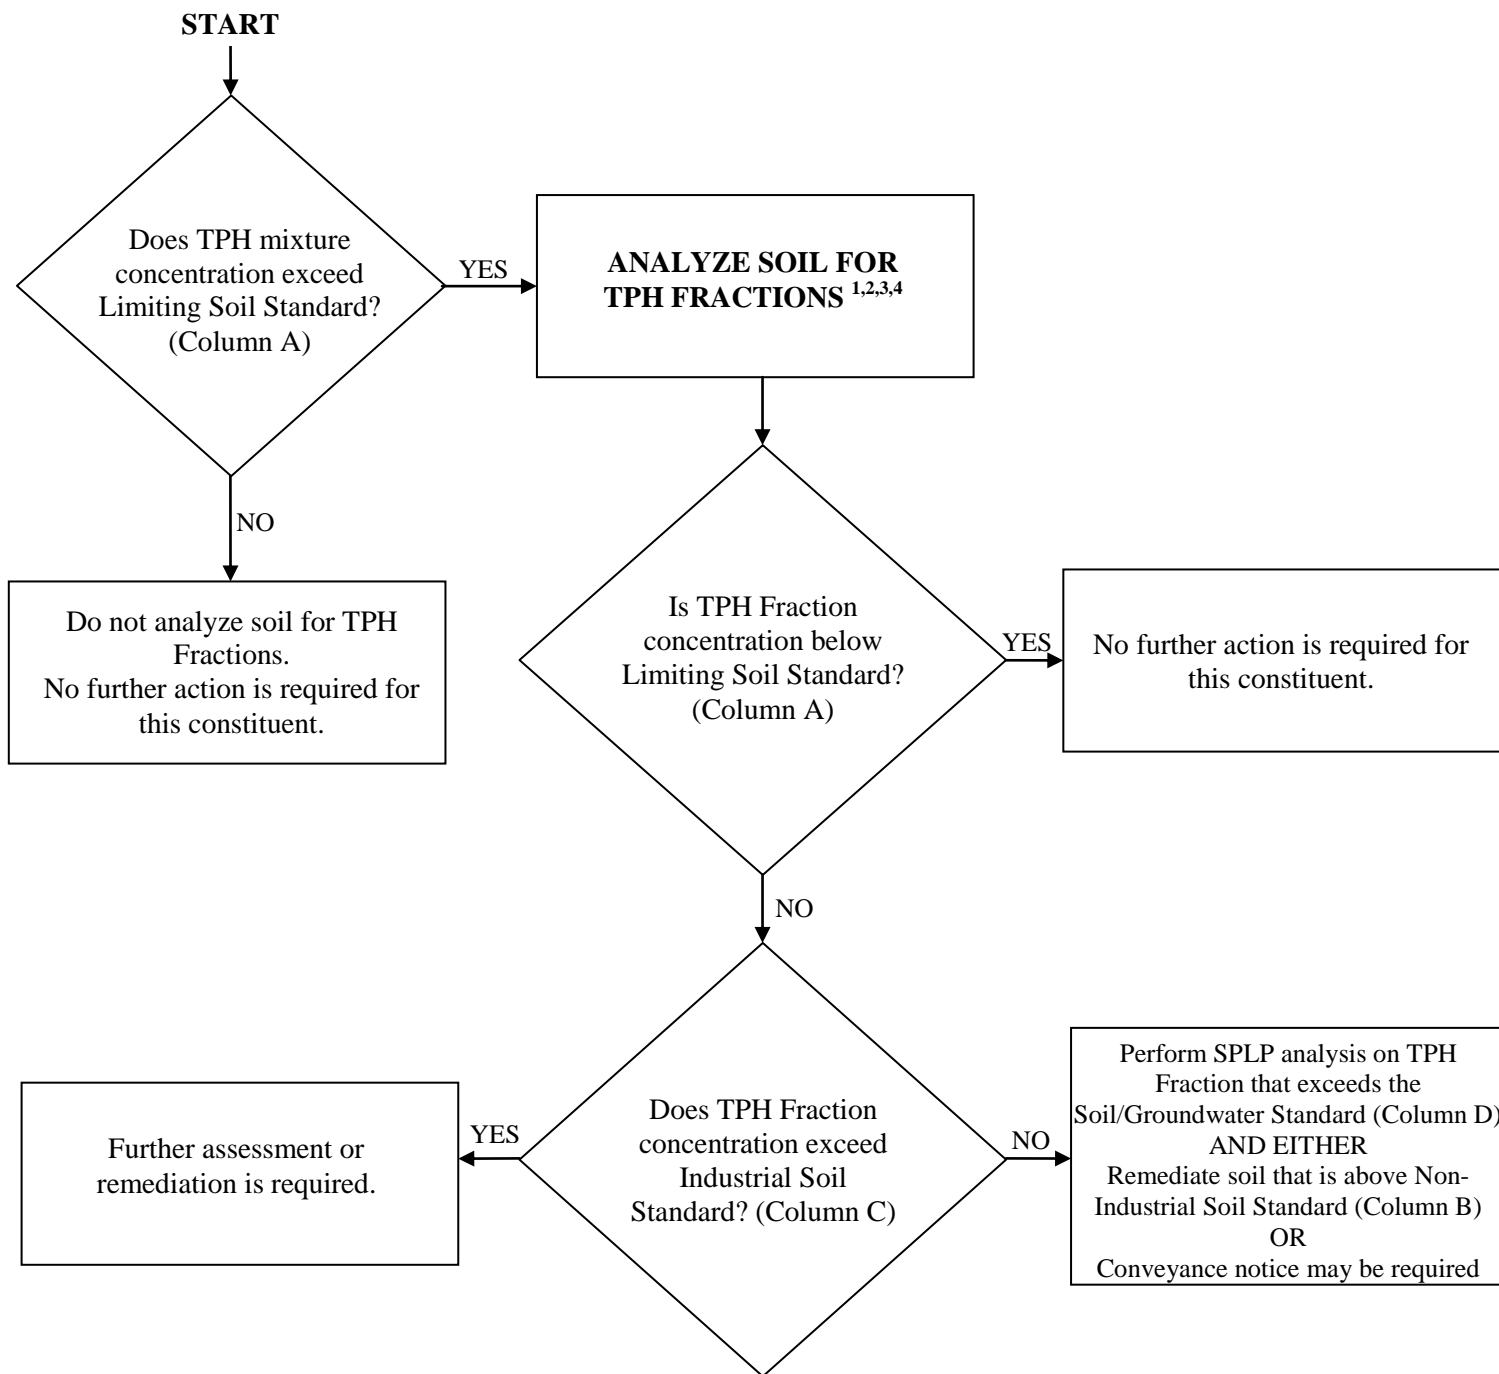 START
Does TPH mixture
concentration exceed
Limiting Soil Standard?
(Column A)
YES
ANALYZE SOIL FOR
TPH FRACTIONS 1,2,3,4
NO
Do not analyze soil for TPH
Fractions.
No further action is required for
this constituent.
Is TPH Fraction
concentration below
Limiting Soil Standard?
(Column A)
YES
No further action is required for
this constituent.
NO
Does TPH Fraction
concentration exceed
Industrial Soil
Standard? (Column C)
YES
Further assessment or
remediation is required.
NO
Perform SPLP analysis on TPH
Fraction that exceeds the
Soil/Groundwater Standard (Column D)
AND EITHER
Remediate soil that is above Non-
Industrial Soil Standard (Column B)
OR
Conveyance notice may be required